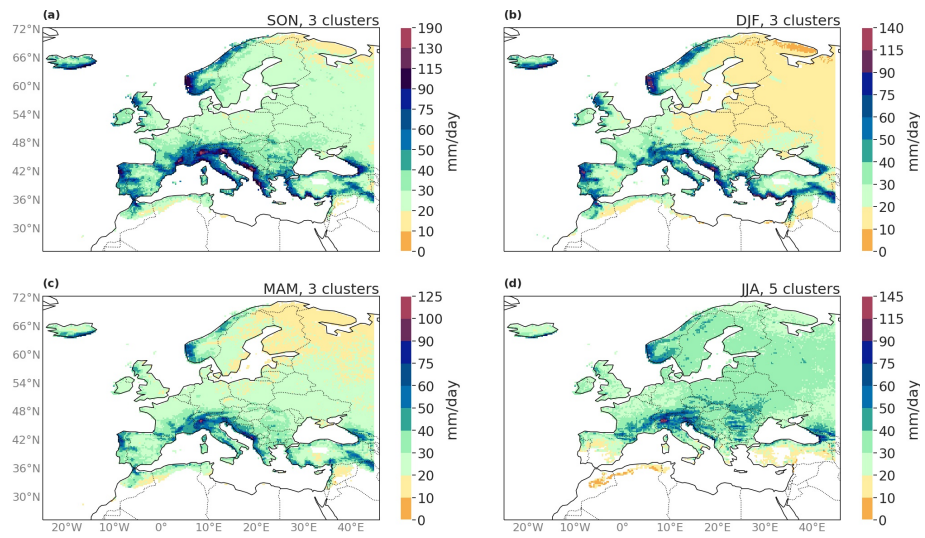 (a) SON, 3 clusters
72°N
66°N
60°N
54°N
48°N
42°N
36°N
30°N
190
130
115
90
75
60
50
40
30
20
10
0
mm/day
(b) DJF, 3 clusters
140
115
90
75
60
50
40
30
20
10
0
mm/day
(c) MAM, 3 clusters
72°N
66°N
60°N
54°N
48°N
42°N
36°N
30°N
20°W 10°W 0° 10°E 20°E 30°E 40°E
125
100
90
75
60
50
40
30
20
10
0
mm/day
(d) JJA, 5 clusters
20°W 10°W 0° 10°E 20°E 30°E 40°E
145
115
90
75
60
50
40
30
20
10
0
mm/day